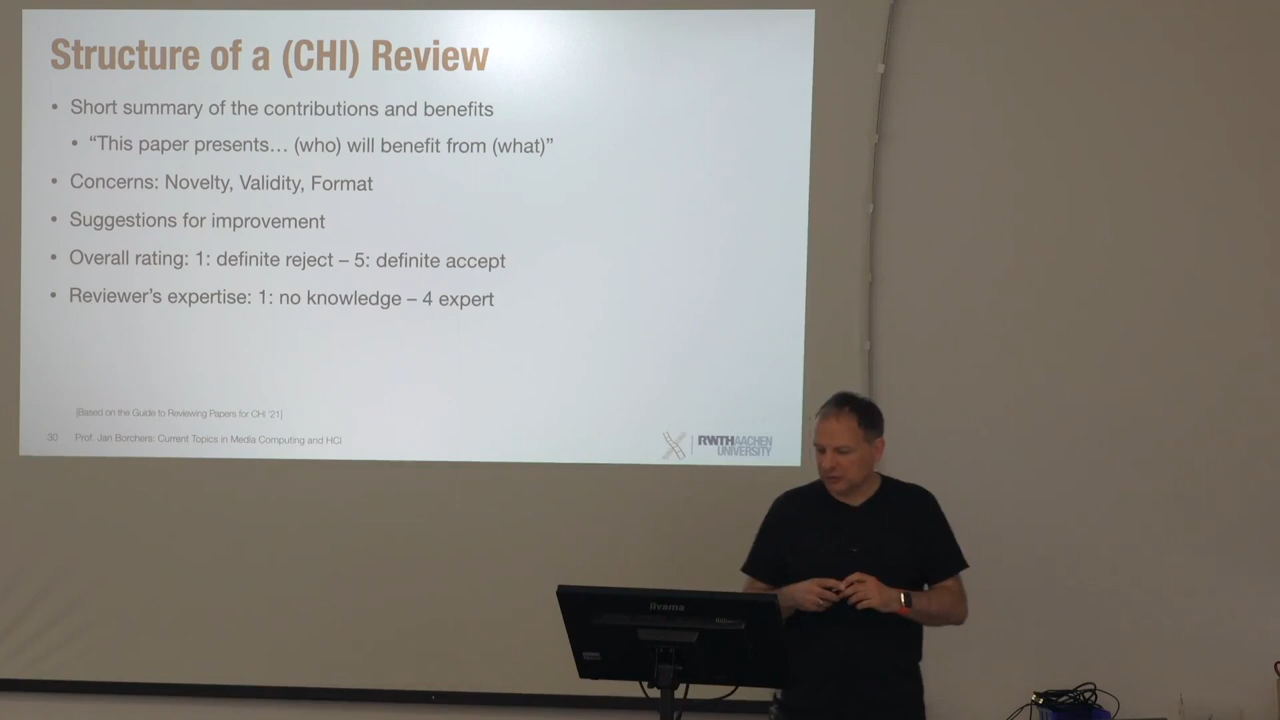 Structure of a (CHI) Review
• Short summary of the contributions and benefits
• “This paper presents… (who) will benefit from (what)”
• Concerns: Novelty, Validity, Format
• Suggestions for improvement
• Overall rating: 1: definite reject – 5: definite accept
• Reviewer’s expertise: 1: no knowledge – 4 expert
[Based on the Guide to Reviewing Papers for CHI ’21]
30 Prof. Jan Borchers: Current Topics in Media Computing and HCI
RWTHAACHEN
UNIVERSITY
iiyama